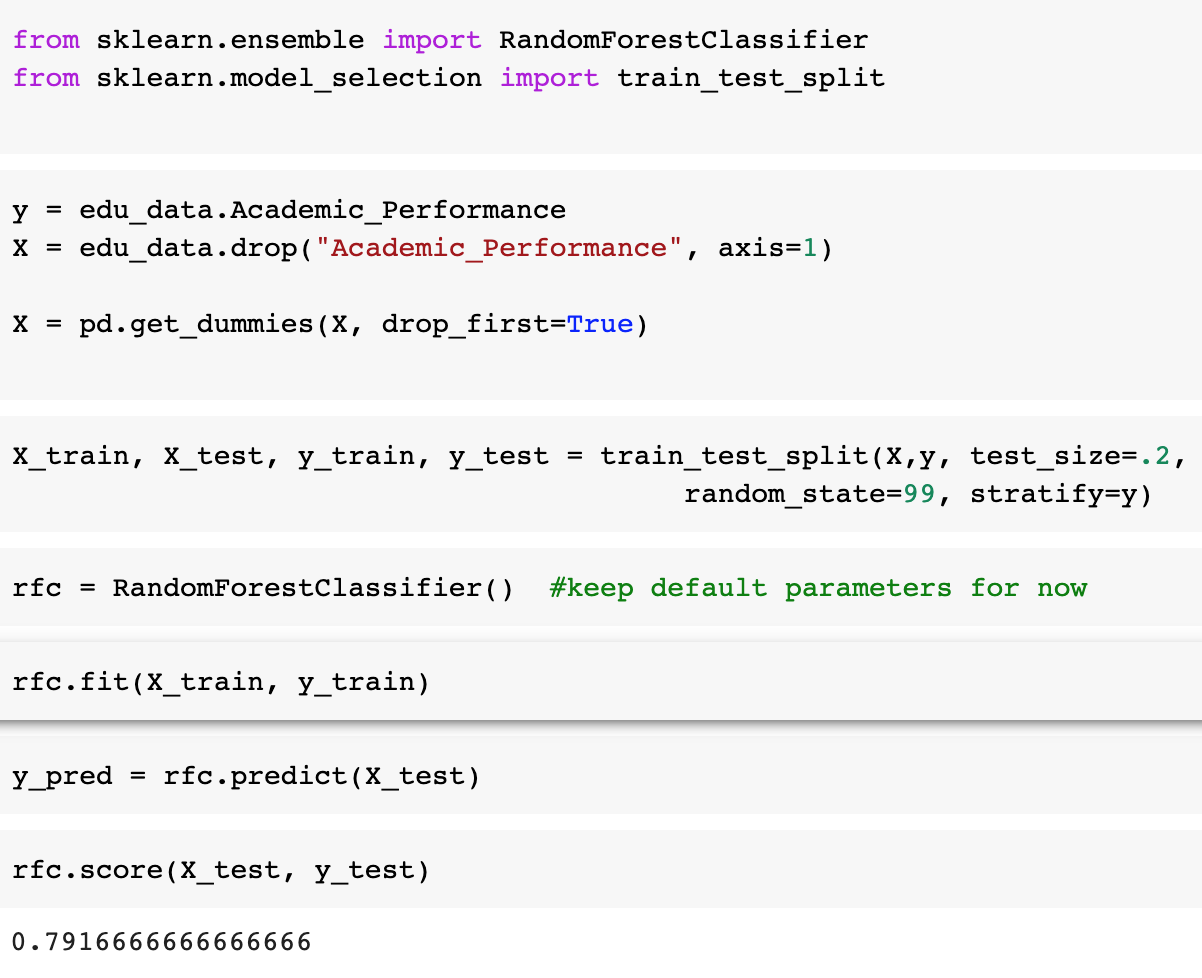 from sklearn.ensemble import RandomForestClassifier
from sklearn.model_selection import train_test_split
y = edu_data.Academic_Performance
X = edu_data.drop("Academic_Performance", axis=1)
X = pd.get_dummies(X, drop_first=True)
X_train, X_test, y_train, y_test = train_test_split(X,y, test_size=.2,
random_state=99, stratify=y)
rfc = RandomForestClassifier()  #keep default parameters for now
rfc.fit(X_train, y_train)
y_pred = rfc.predict(X_test)
rfc.score(X_test, y_test)
0.7916666666666666